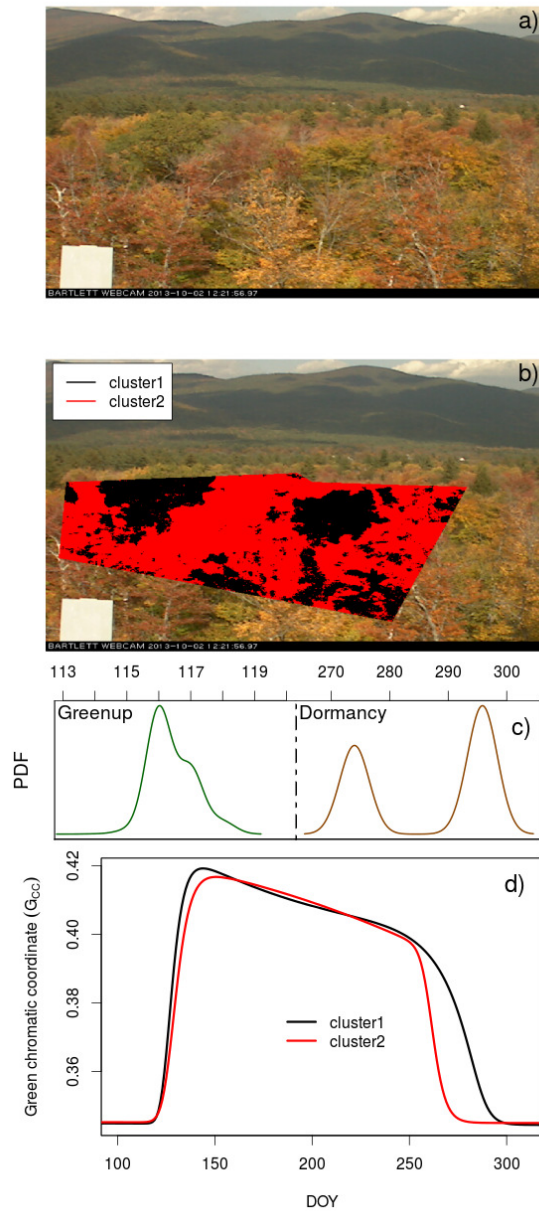 a)
BARTLETT WEBCAM 2013-10-02 12:21:56.97
b)
cluster1
cluster2
BARTLETT WEBCAM 2013-10-02 12:21:56.97
113 115 117 119 270 280 290 300
Greenup Dormancy c)
PDF
d)
Green chromatic coordinate (GCC)
0.42
0.40
0.38
0.36
cluster1
cluster2
100 150 200 250 300
DOY